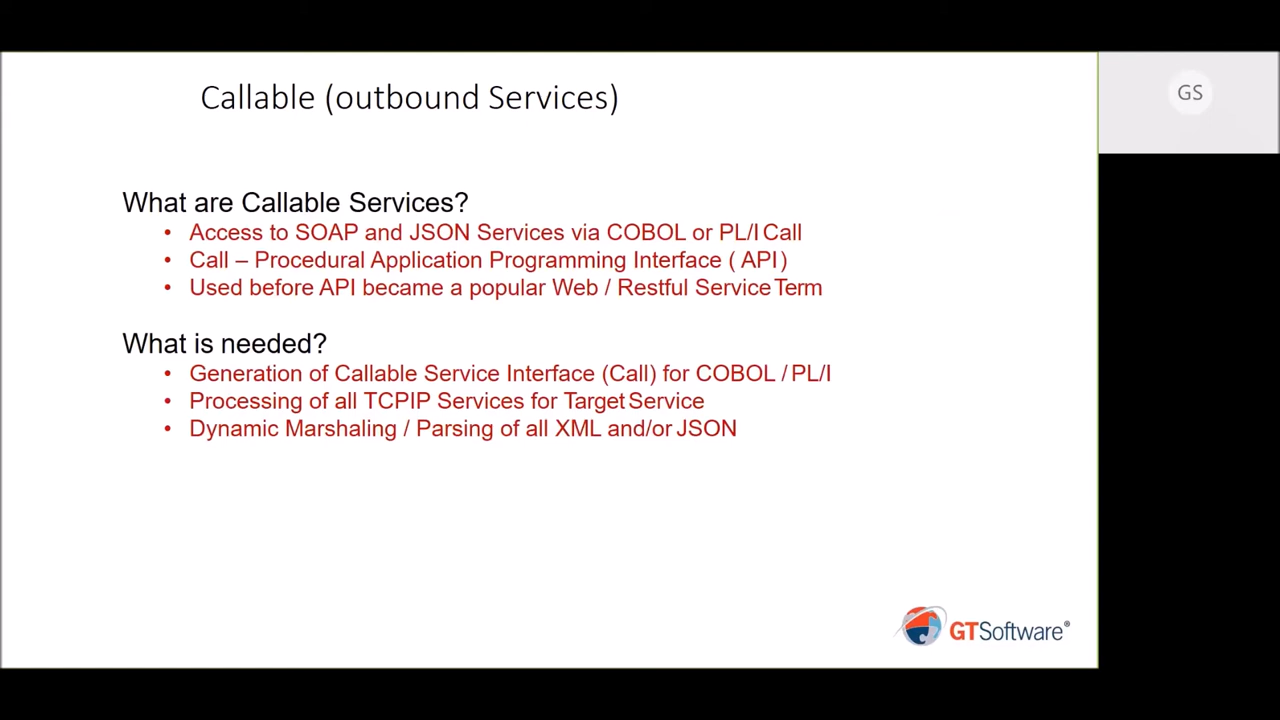 Callable (outbound Services)
GS
What are Callable Services?
• Access to SOAP and JSON Services via COBOL or PL/I Call
• Call – Procedural Application Programming Interface ( API )
• Used before API became a popular Web / Restful Service Term
What is needed?
• Generation of Callable Service Interface (Call) for COBOL / PL/I
• Processing of all TCPIP Services for Target Service
• Dynamic Marshaling / Parsing of all XML and/or JSON
GTSoftware®